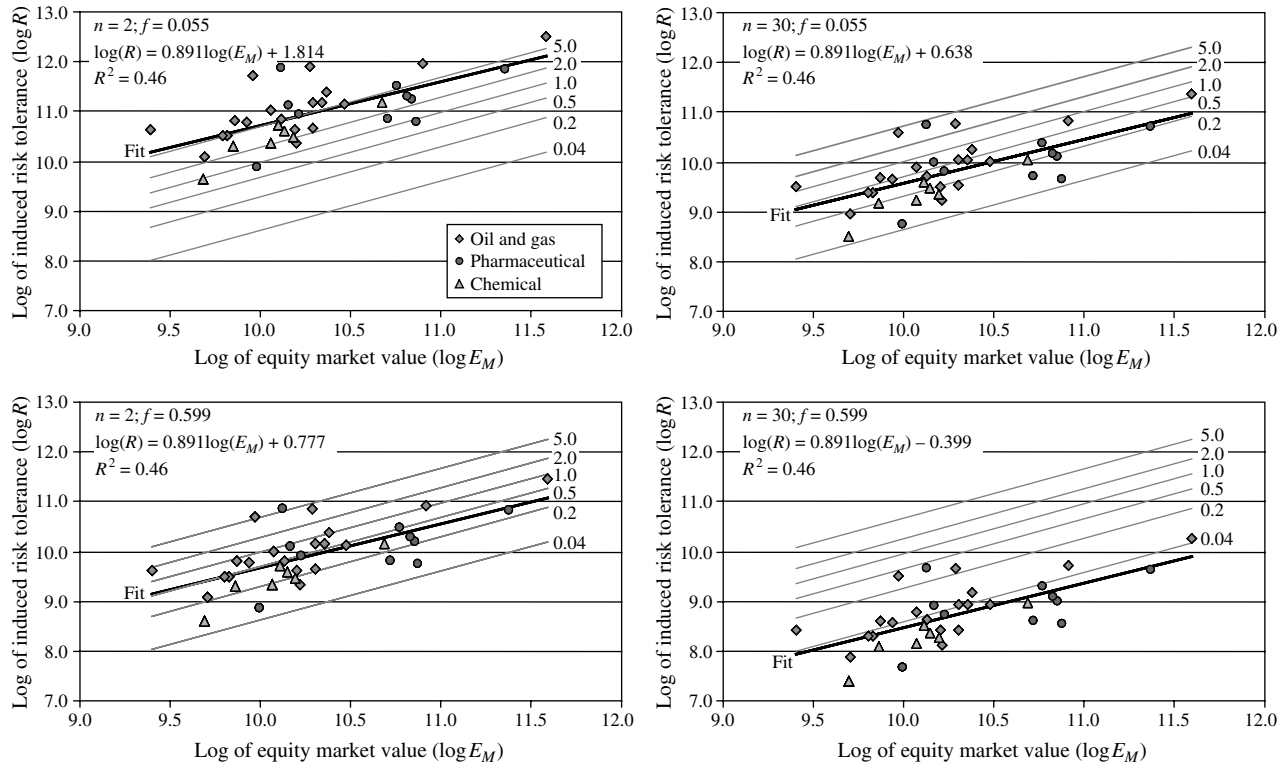 Log of induced risk tolerance (log R)
13.0
12.0
11.0
10.0
9.0
8.0
7.0
n = 2; f = 0.055
log(R) = 0.891log(E_M) + 1.814
R² = 0.46
5.0
2.0
1.0
0.5
0.2
0.04
Fit
Oil and gas
Pharmaceutical
Chemical
9.0 9.5 10.0 10.5 11.0 11.5 12.0
Log of equity market value (log E_M)
Log of induced risk tolerance (log R)
13.0
12.0
11.0
10.0
9.0
8.0
7.0
n = 30; f = 0.055
log(R) = 0.891log(E_M) + 0.638
R² = 0.46
5.0
2.0
1.0
0.5
0.2
0.04
Fit
9.0 9.5 10.0 10.5 11.0 11.5 12.0
Log of equity market value (log E_M)
Log of induced risk tolerance (log R)
13.0
12.0
11.0
10.0
9.0
8.0
7.0
n = 2; f = 0.599
log(R) = 0.891log(E_M) + 0.777
R² = 0.46
5.0
2.0
1.0
0.5
0.2
0.04
Fit
9.0 9.5 10.0 10.5 11.0 11.5 12.0
Log of equity market value (log E_M)
Log of induced risk tolerance (log R)
13.0
12.0
11.0
10.0
9.0
8.0
7.0
n = 30; f = 0.599
log(R) = 0.891log(E_M) – 0.399
R² = 0.46
5.0
2.0
1.0
0.5
0.2
0.04
Fit
9.0 9.5 10.0 10.5 11.0 11.5 12.0
Log of equity market value (log E_M)